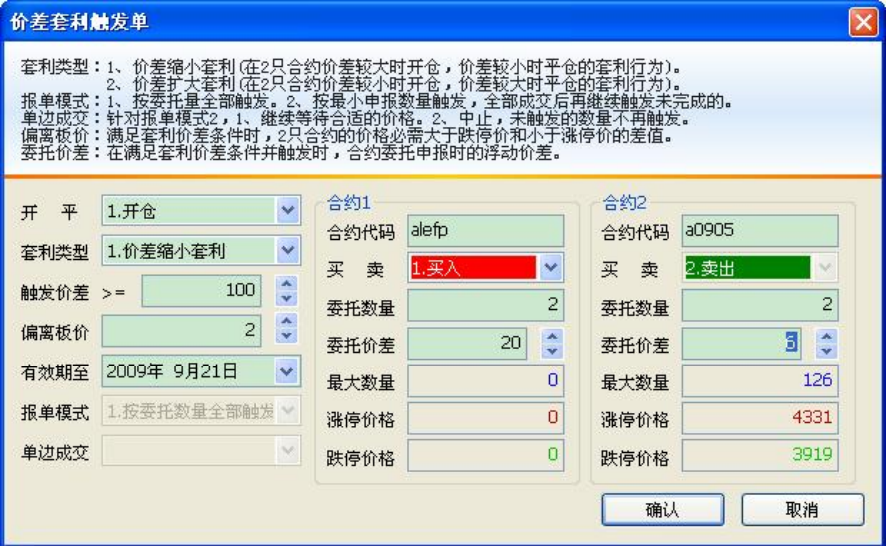 价差套利触发单
套利类型：1、价差缩小套利(在2只合约价差较大时开仓，价差较小时平仓的套利行为)。
2、价差扩大套利(在2只合约价差较小时开仓，价差较大时平仓的套利行为)。
报单模式：1、按委托量全部触发。2、按最小申报数量触发，全部成交后再继续触发未完成的。
单边成交：针对报单模式2，1、继续等待合适的价格。2、中止，未触发的数量不再触发。
偏离板价：满足套利价差条件时，2只合约的价格必需大于跌停价和小于涨停价的差值。
委托价差：在满足套利价差条件并触发时，合约委托申报时的浮动价差。
开 平 1.开仓
套利类型 1.价差缩小套利
触发价差 >= 100
偏离板价 2
有效期至 2009年 9月21日
报单模式 1.按委托数量全部触发
单边成交
合约1
合约代码 alefp
买 卖 1.买入
委托数量 2
委托价差 20
最大数量 0
涨停价格 0
跌停价格 0
合约2
合约代码 a0905
买 卖 2.卖出
委托数量 2
委托价差 6
最大数量 126
涨停价格 4331
跌停价格 3919
确认 取消